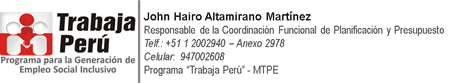 Trabaja
Perú
Programa para la Generación de
Empleo Social Inclusivo
John Hairo Altamirano Martínez
Responsable de la Coordinación Funcional de Planificación y Presupuesto
Telf.: +51 1 2002940 – Anexo 2978
Celular: 947002608
Programa "Trabaja Perú" - MTPE